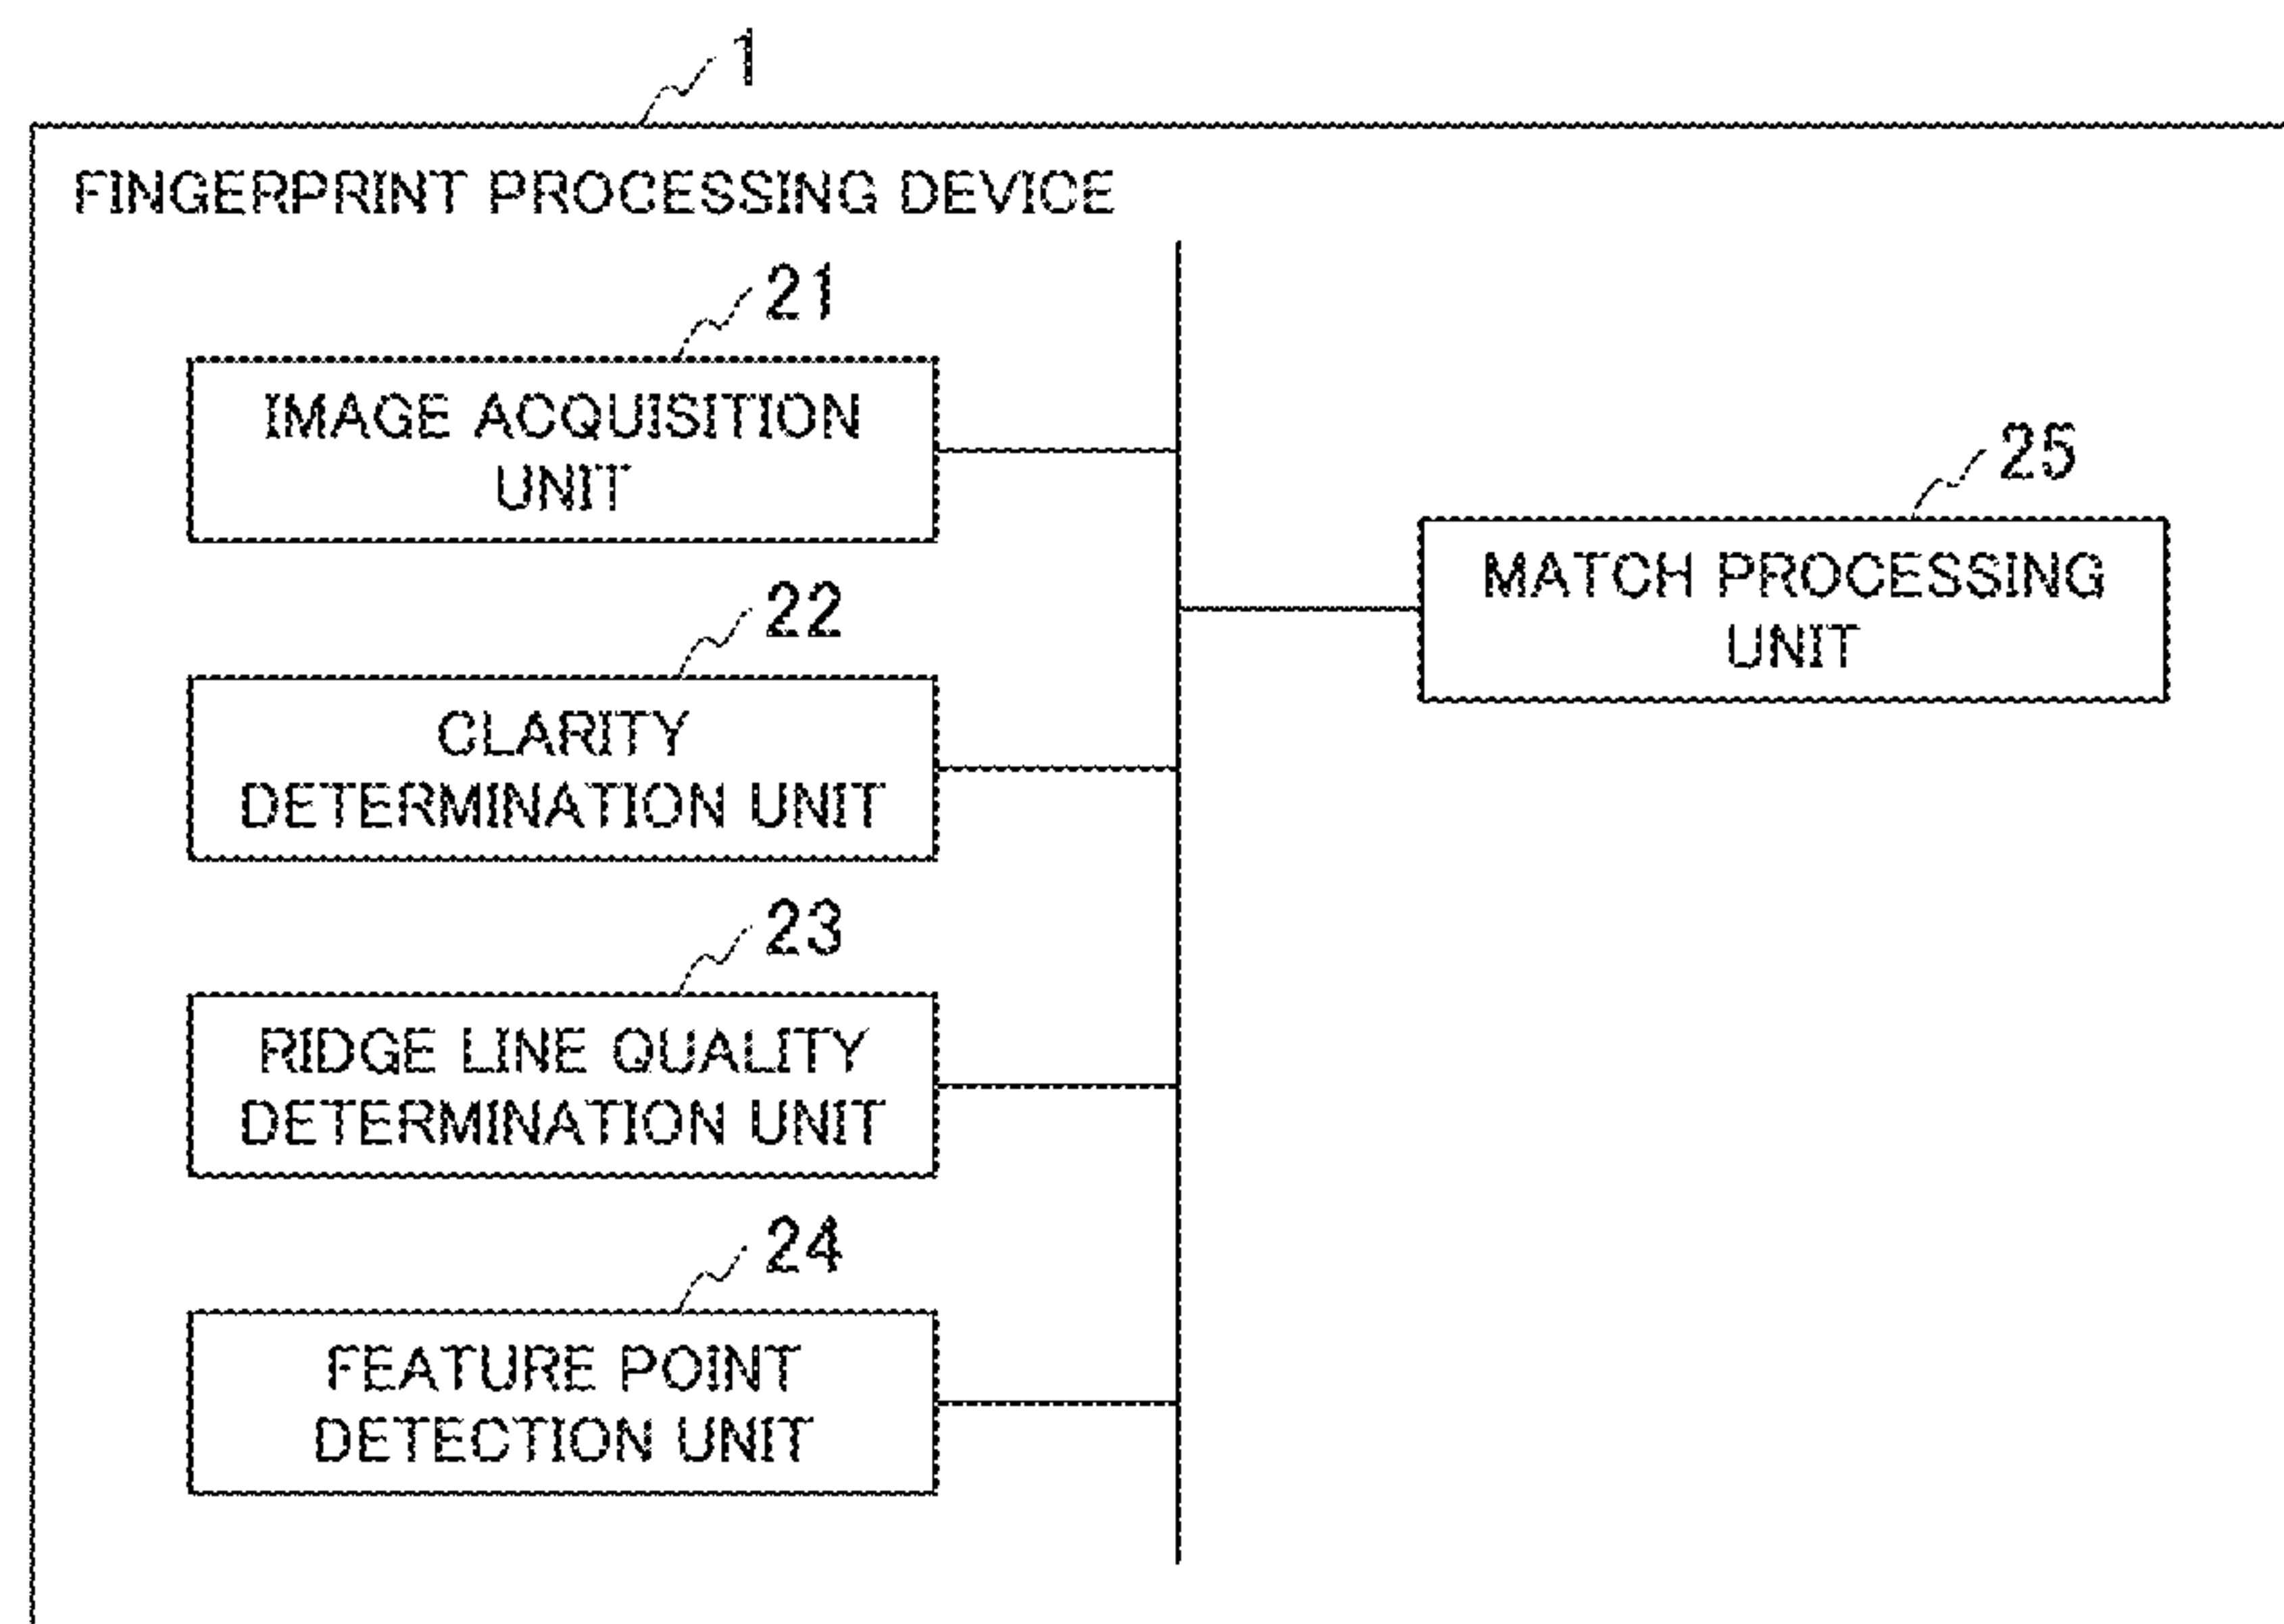 1
FINGERPRINT PROCESSING DEVICE
21
IMAGE ACQUISITION
UNIT
22
CLARITY
DETERMINATION UNIT
23
RIDGE LINE QUALITY
DETERMINATION UNIT
24
FEATURE POINT
DETECTION UNIT
25
MATCH PROCESSING
UNIT